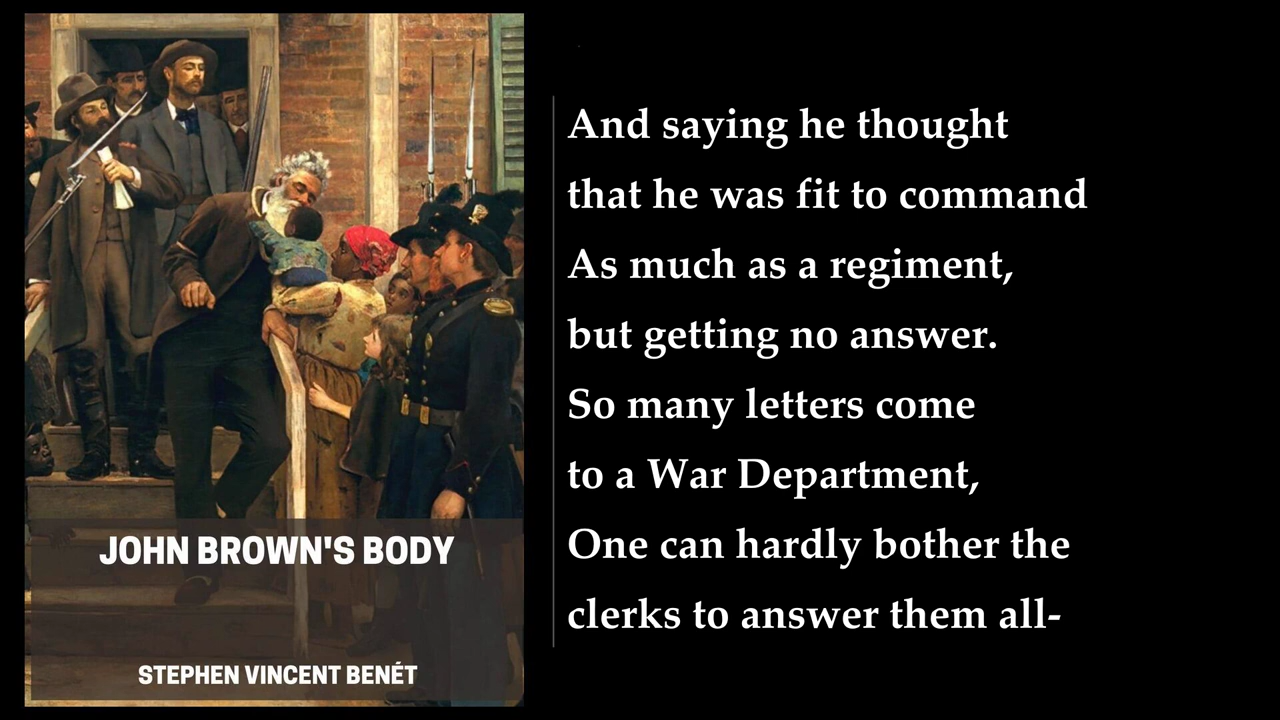 JOHN BROWN'S BODY
STEPHEN VINCENT BENÉT
And saying he thought
that he was fit to command
As much as a regiment,
but getting no answer.
So many letters come
to a War Department,
One can hardly bother the
clerks to answer them all-